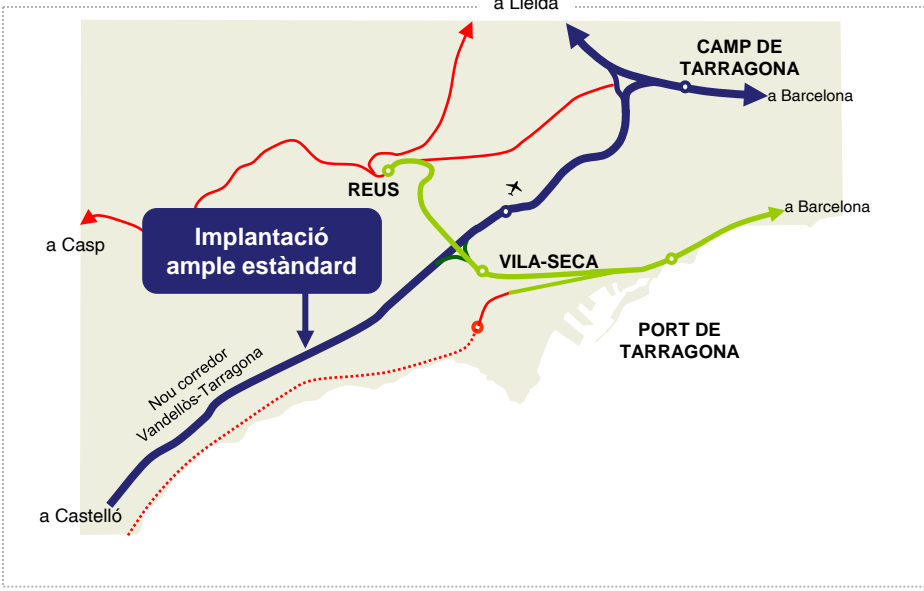 a Lleida
CAMP DE
TARRAGONA
a Barcelona
REUS
a Barcelona
a Casp
Implantació
ample estàndard
VILA-SECA
PORT DE
TARRAGONA
Nou corredor
Vandellòs-Tarragona
a Castelló